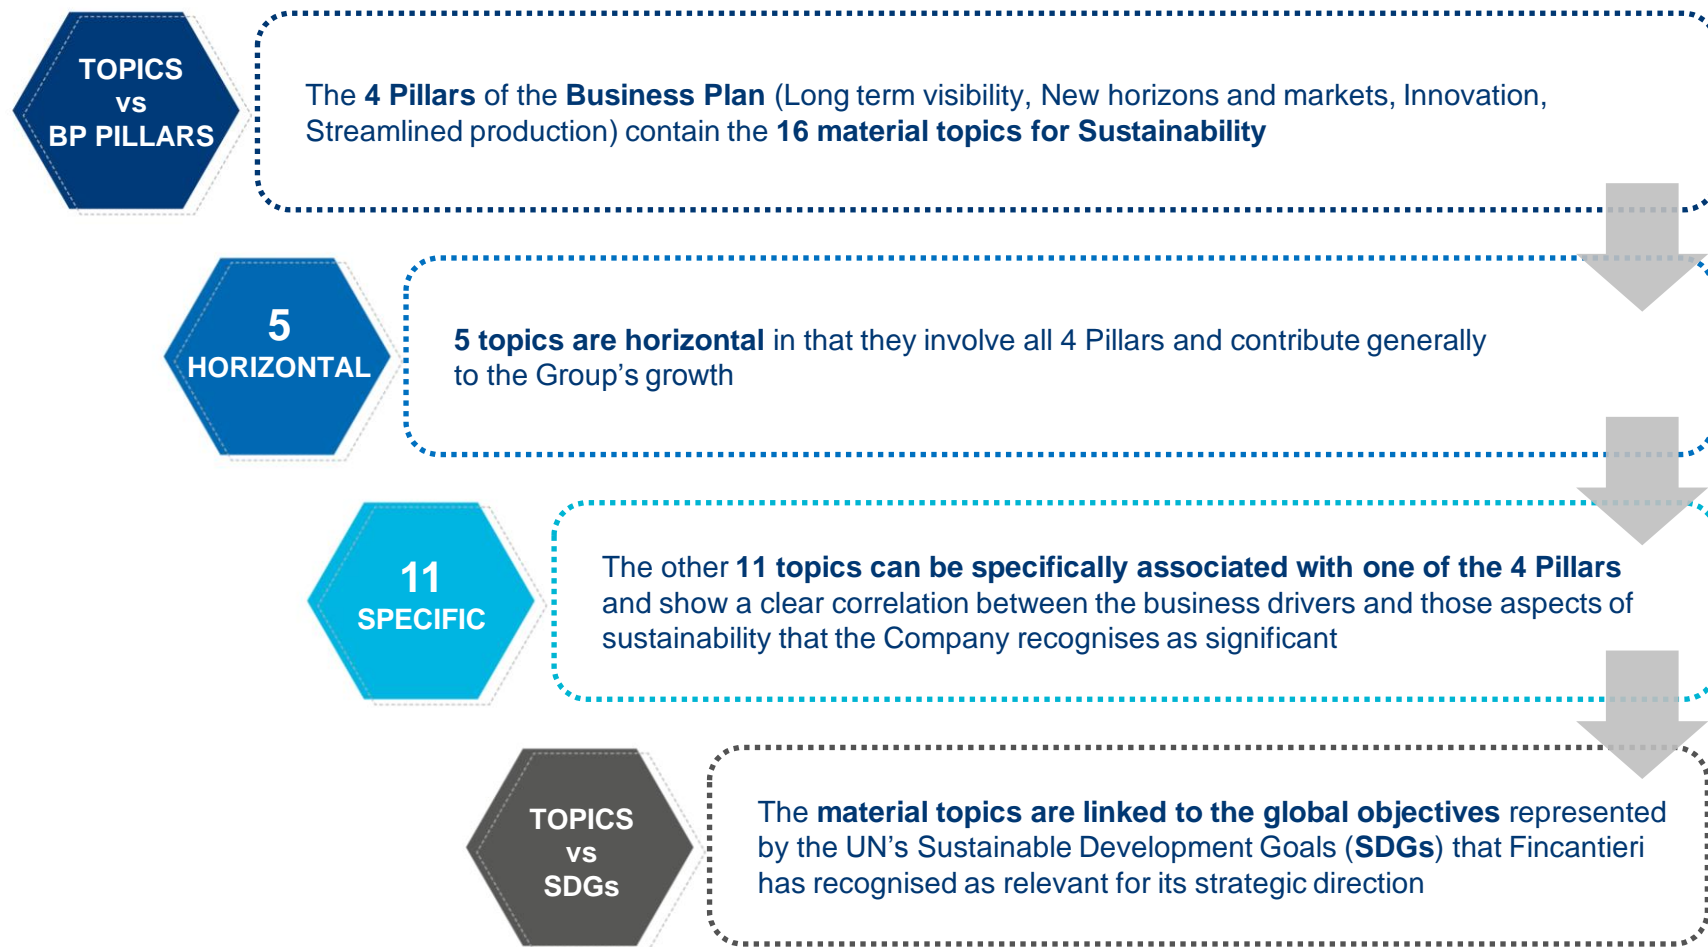 TOPICS
vs
BP PILLARS
The 4 Pillars of the Business Plan (Long term visibility, New horizons and markets, Innovation,
Streamlined production) contain the 16 material topics for Sustainability
5
HORIZONTAL
5 topics are horizontal in that they involve all 4 Pillars and contribute generally
to the Group’s growth
11
SPECIFIC
The other 11 topics can be specifically associated with one of the 4 Pillars
and show a clear correlation between the business drivers and those aspects of
sustainability that the Company recognises as significant
TOPICS
vs
SDGs
The material topics are linked to the global objectives represented
by the UN’s Sustainable Development Goals (SDGs) that Fincantieri
has recognised as relevant for its strategic direction